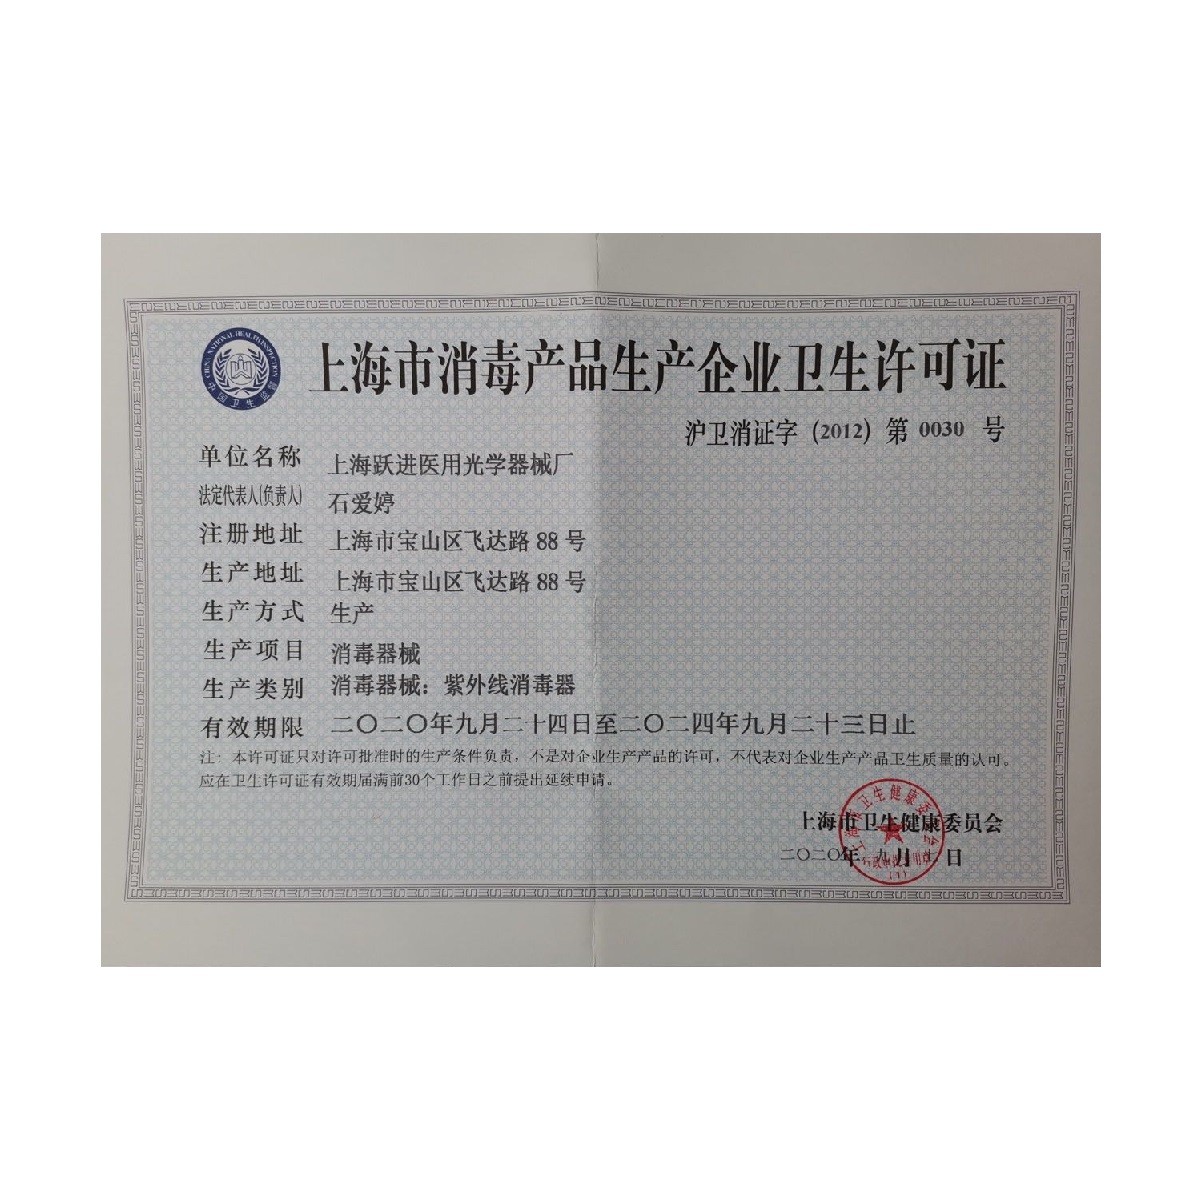 CHINA NATIONAL HEALTH INSPECTION
中国卫生监督
上海市消毒产品生产企业卫生许可证
沪卫消证字 (2012) 第 0030 号
单位名称 上海跃进医用光学器械厂
法定代表人(负责人) 石爱婷
注册地址 上海市宝山区飞达路 88 号
生产地址 上海市宝山区飞达路 88 号
生产方式 生产
生产项目 消毒器械
生产类别 消毒器械：紫外线消毒器
有效期限 二〇二〇年九月二十四日至二〇二四年九月二十三日止
注：本许可证只对许可批准时的生产条件负责，不是对企业生产产品的许可，不代表对企业生产产品卫生质量的认可。
应在卫生许可证有效期届满前30个工作日之前提出延续申请。
上海市卫生健康委员会
二〇二〇年九月 日